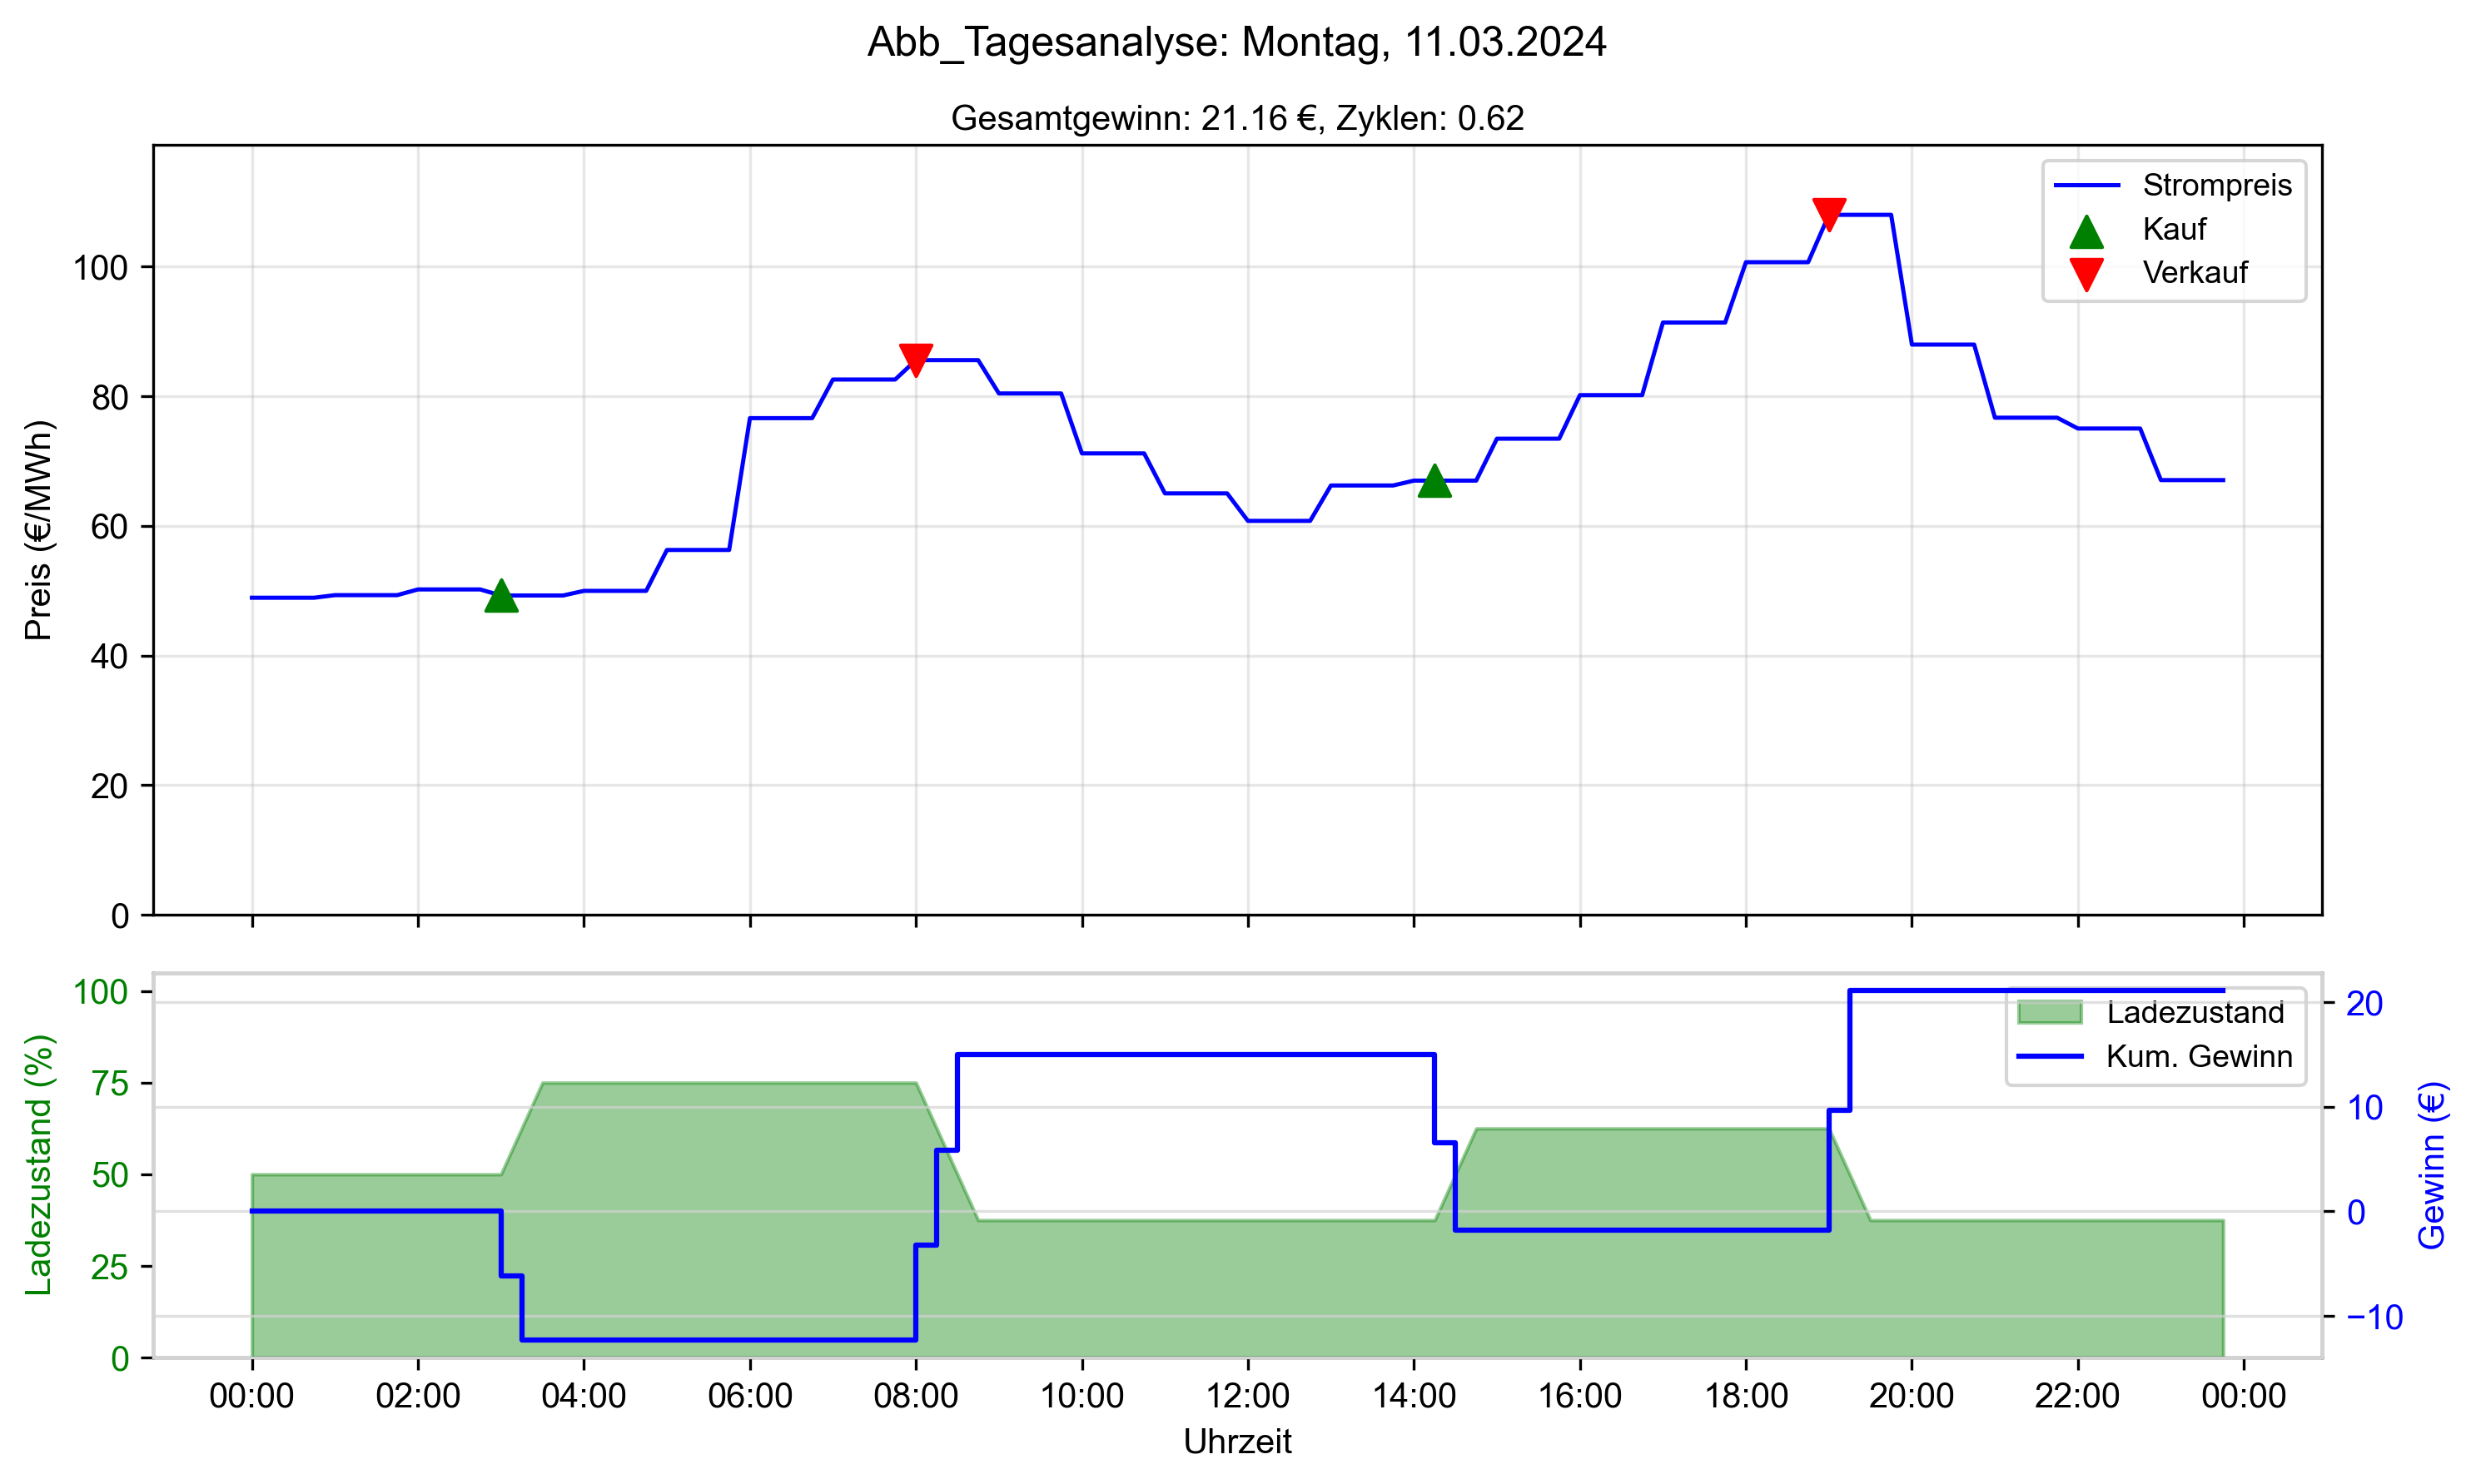 Abb_Tagesanalyse: Montag, 11.03.2024
Gesamtgewinn: 21.16 €, Zyklen: 0.62
Preis (€/MWh)
100
80
60
40
20
0
Strompreis
Kauf
Verkauf
Ladezustand (%)
100
75
50
25
0
Ladezustand
Kum. Gewinn
20
10
0
−10
Gewinn (€)
00:00 02:00 04:00 06:00 08:00 10:00 12:00 14:00 16:00 18:00 20:00 22:00 00:00
Uhrzeit